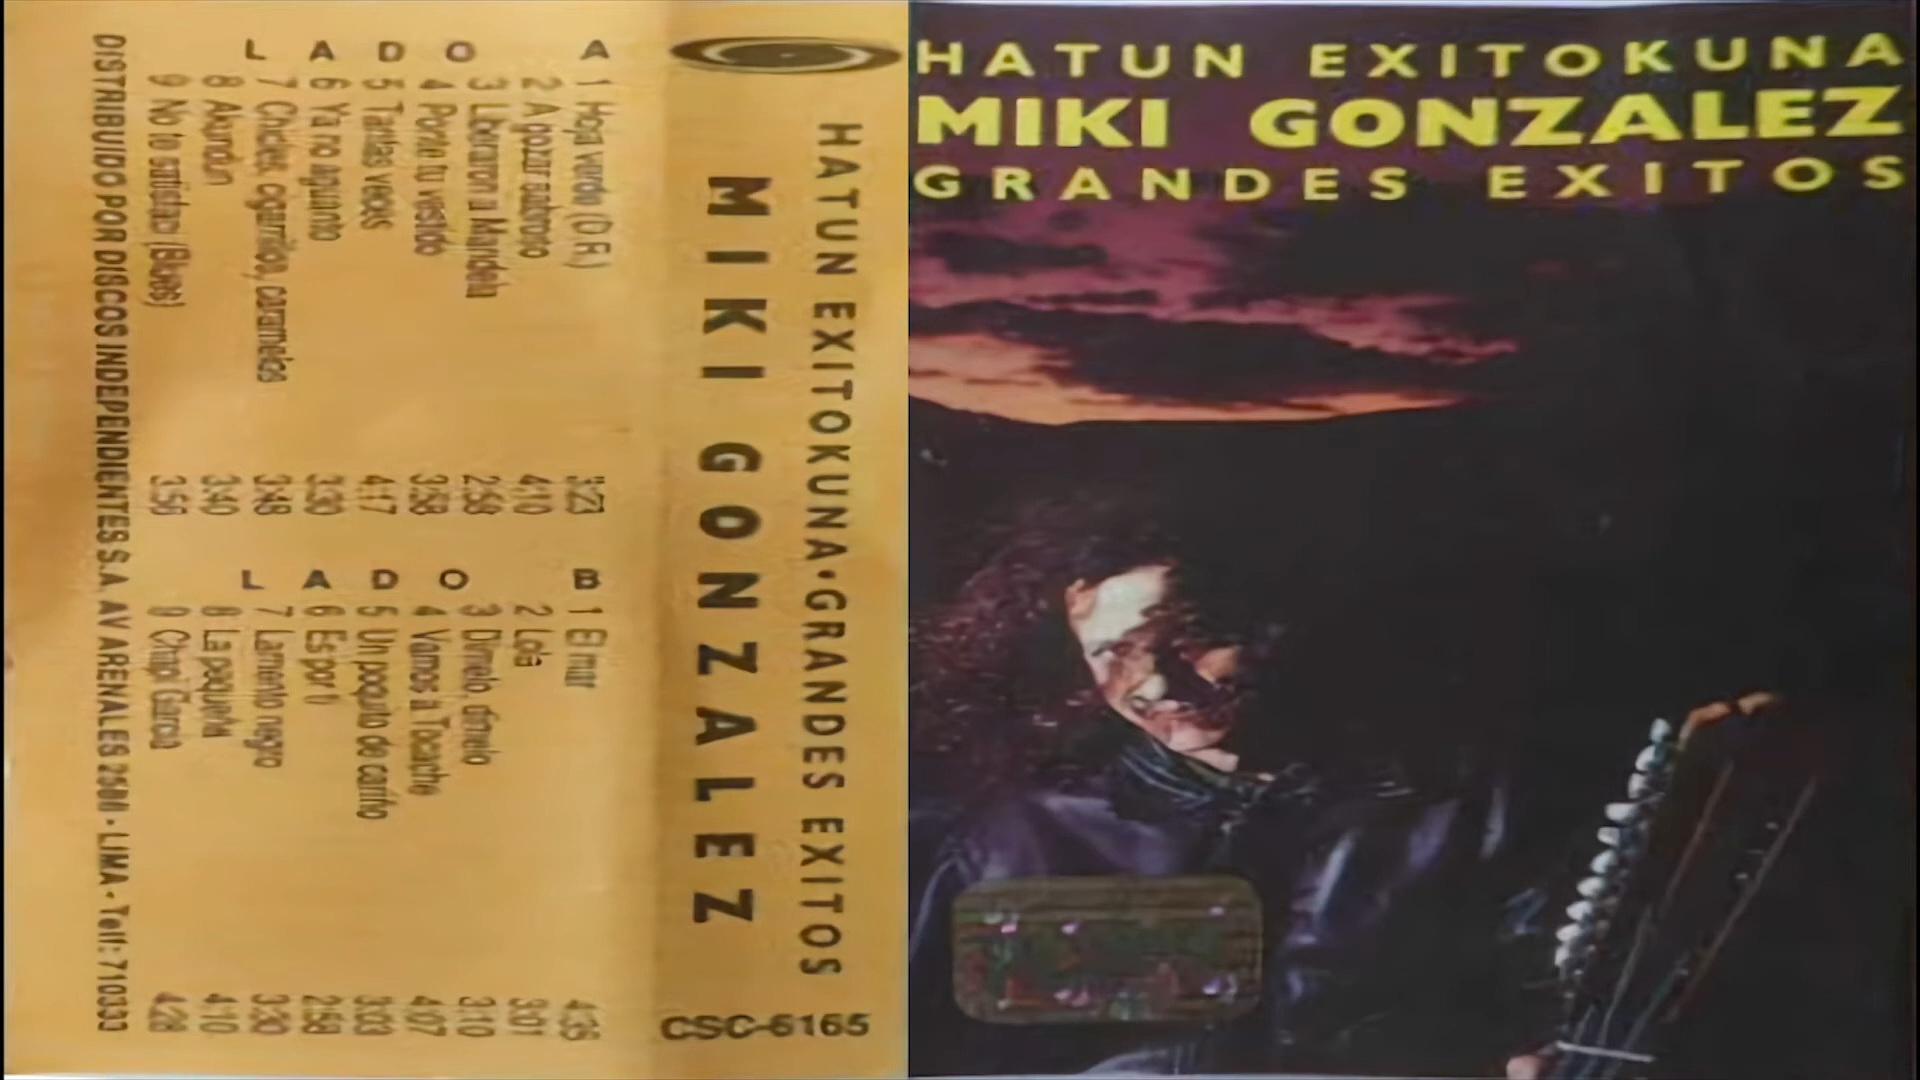 HATUN EXITOKUNA
MIKI GONZALEZ
GRANDES EXITOS
HATUN EXITOKUNA•GRANDES EXITOS
MIKI GONZALEZ
CSC-6165
LADO A
1 Hoja verde (D.R.) 3:23
2 A gozar sabroso 4:10
3 Liberaron a Mandela 2:58
4 Ponte tu vestido 3:58
5 Tantas veces 4:17
6 Ya no aguanto 3:30
7 Chicles, cigarrillos, caramelos 3:48
8 Akundun 3:40
9 No te satisfaci (Blues) 3:56
LADO B
1 El mar 4:35
2 Lola 3:01
3 Dímelo, dímelo 3:10
4 Vamos a Tocache 4:07
5 Un poquito de cariño 3:03
6 Es por ti 2:58
7 Lamento negro 3:30
8 La pequeña 4:10
9 Chapi García 4:28
DISTRIBUIDO POR DISCOS INDEPENDIENTES S.A. AV ARENALES 2580 • LIMA • Telf: 710333